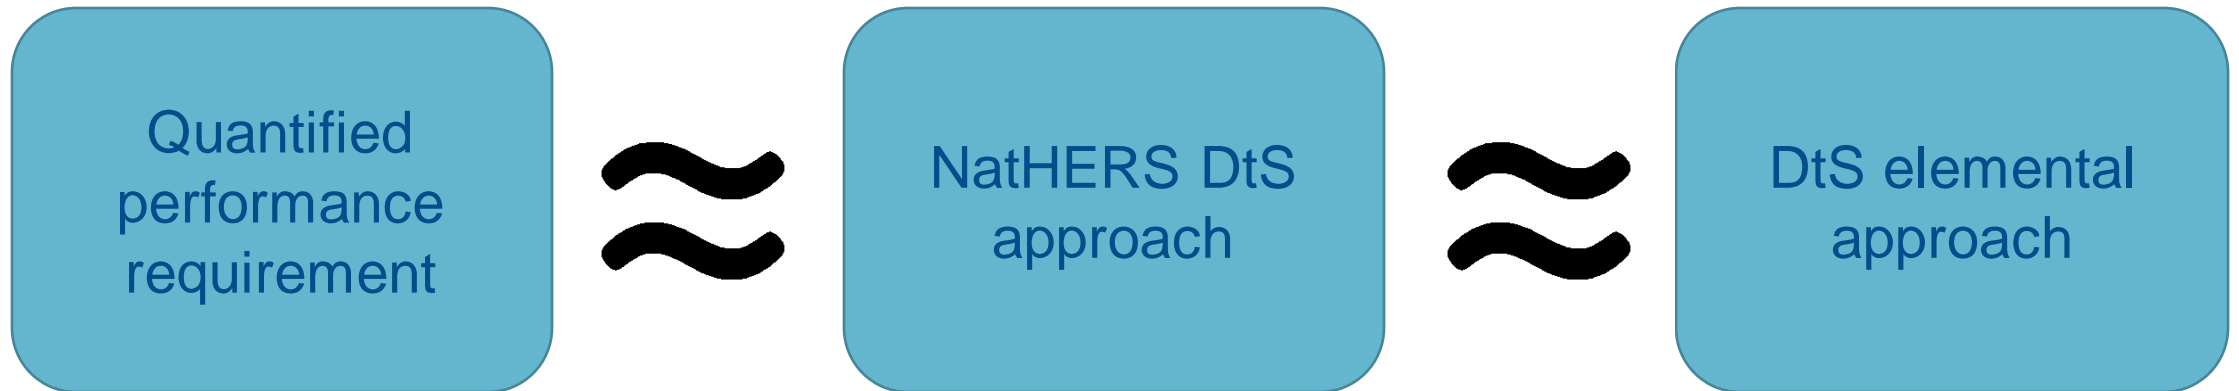 Quantified
performance
requirement
≈
NatHERS DtS
approach
≈
DtS elemental
approach